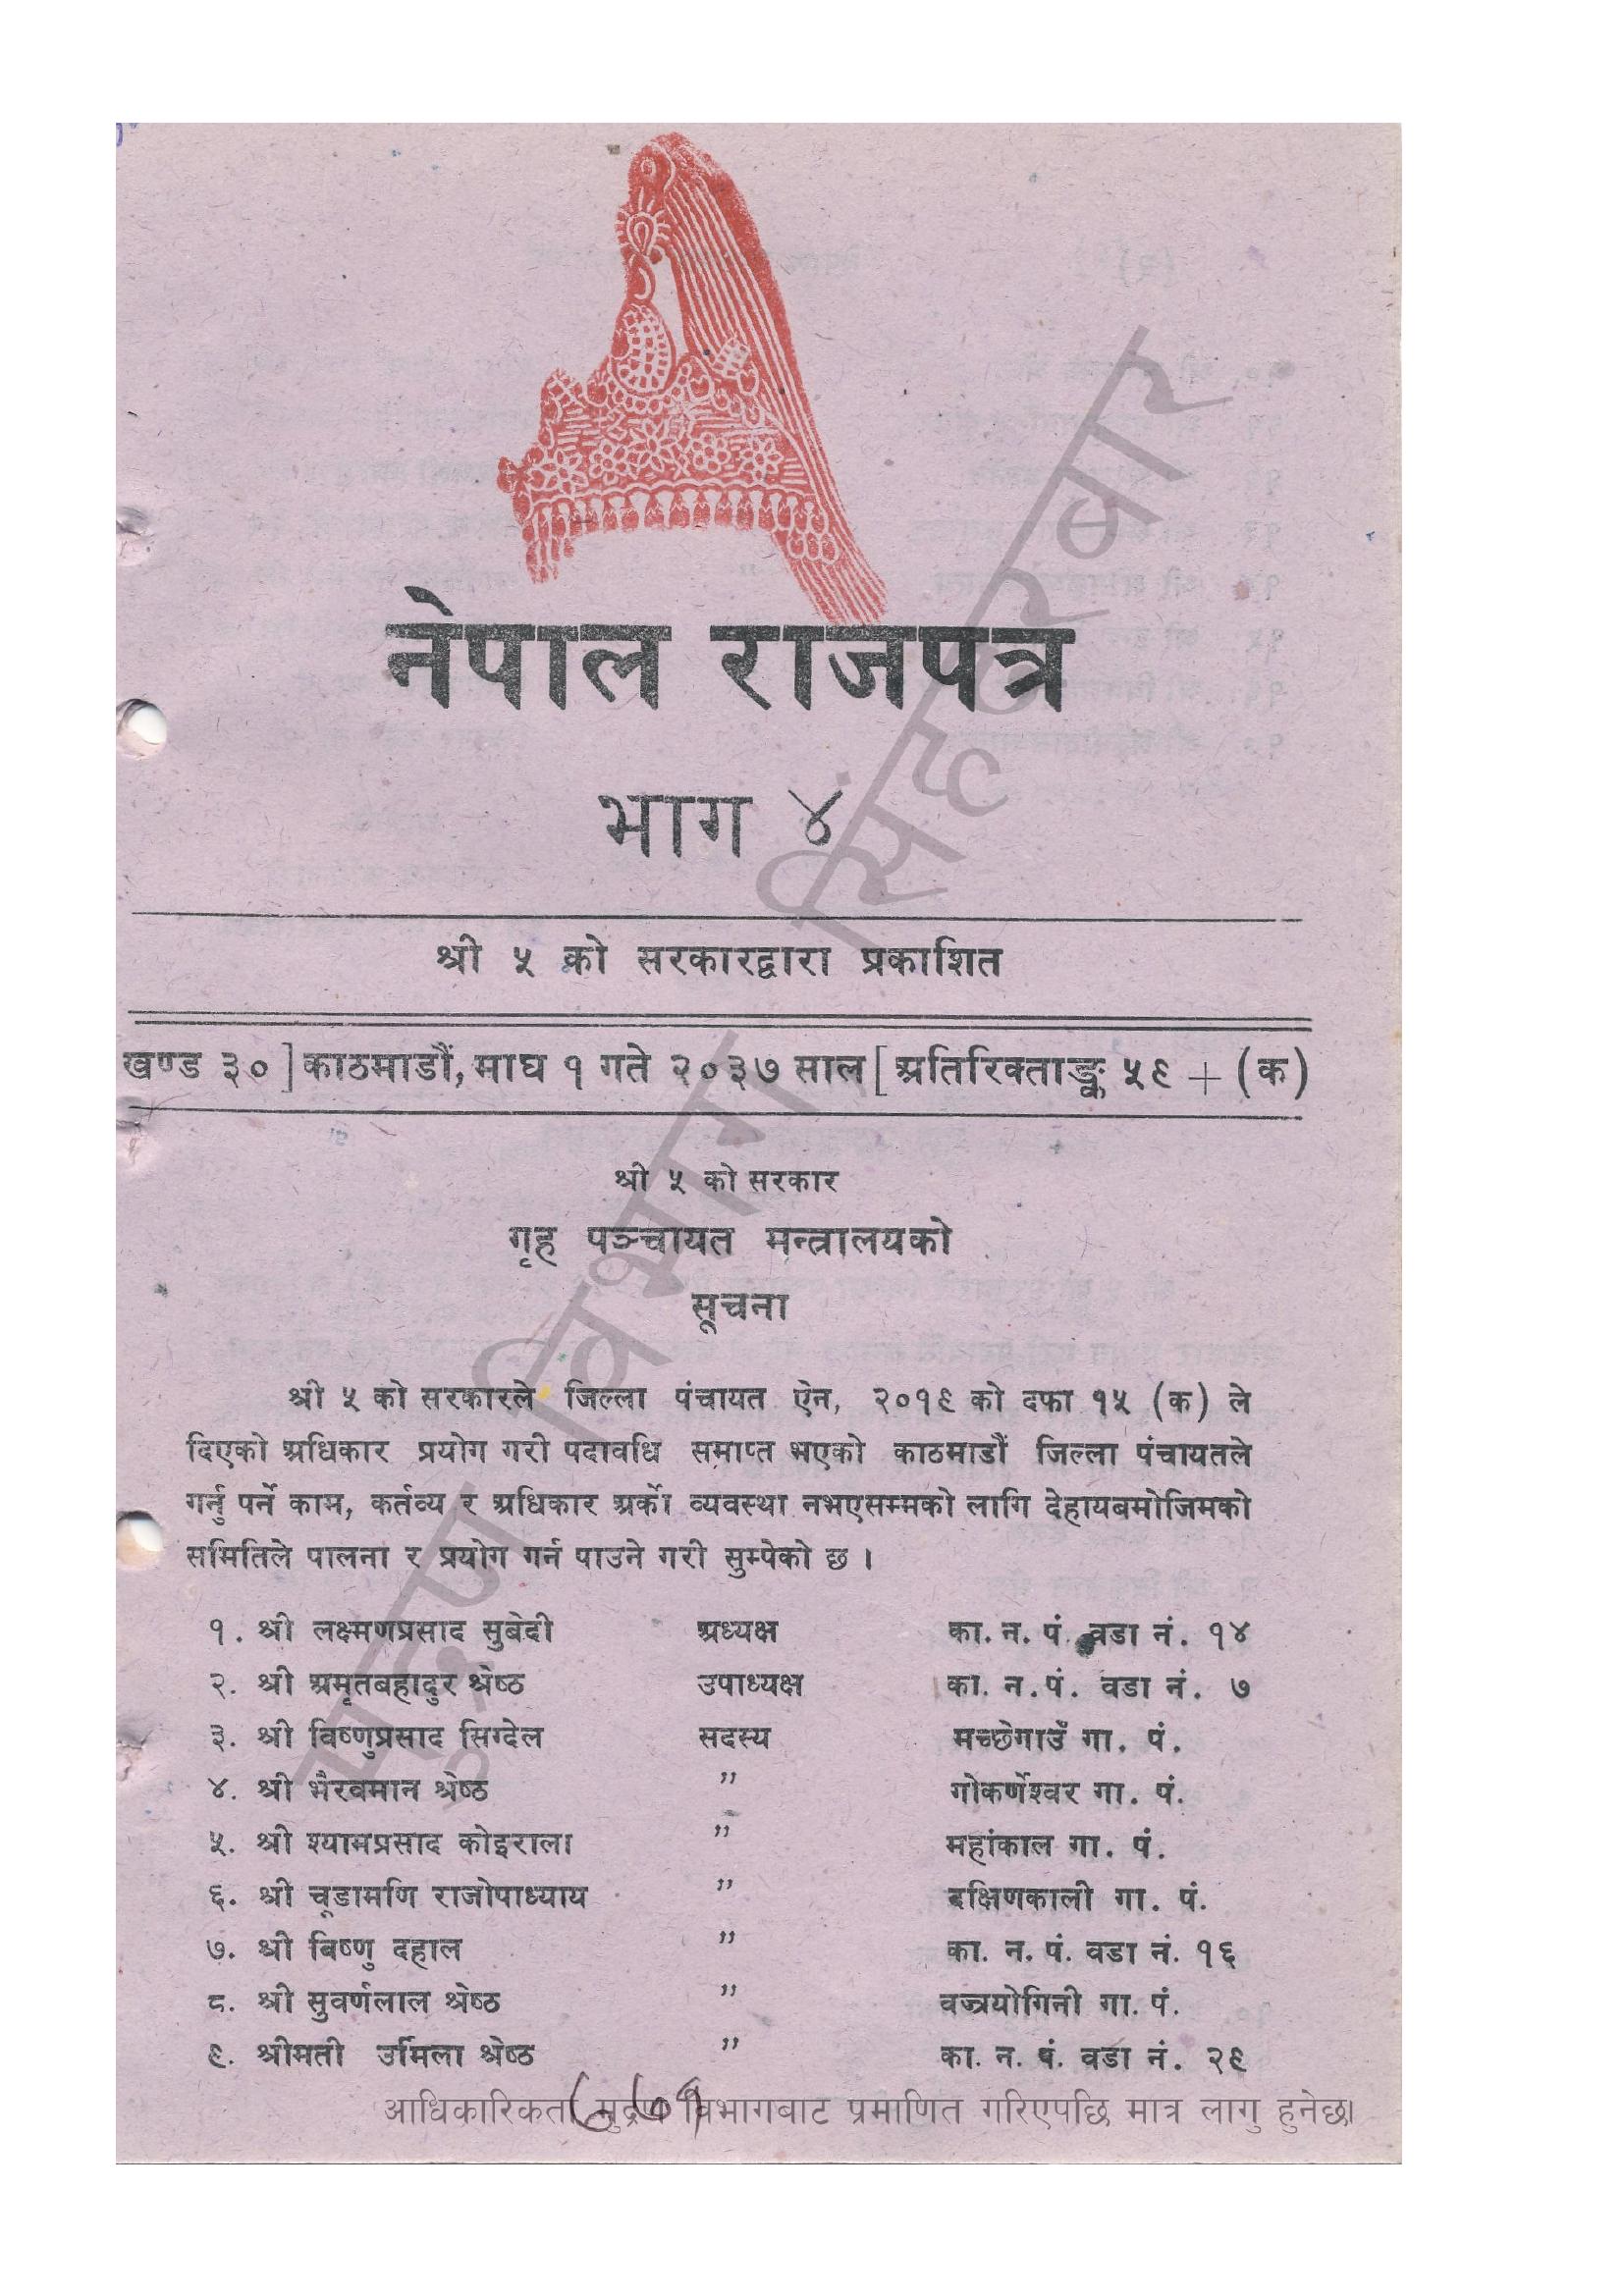 नेपाल राजपत्र
भाग ४
श्री ५ को सरकारद्वारा प्रकाशित
खण्ड ३० ] काठमाडौं, माघ १ गते २०३७ साल [ अतिरिक्ताङ्क ५९ + (क)
श्री ५ को सरकार
गृह पञ्चायत मन्त्रालयको
सूचना
श्री ५ को सरकारले जिल्ला पंचायत ऐन, २०१९ को दफा १५ (क) ले
दिएको अधिकार प्रयोग गरी पदावधि समाप्त भएको काठमाडौं जिल्ला पंचायतले
गर्नु पर्ने काम, कर्तव्य र अधिकार अर्को व्यवस्था नभएसम्मको लागि देहायबमोजिमको
समितिले पालना र प्रयोग गर्न पाउने गरी सुम्पेको छ ।
१. श्री लक्ष्मणप्रसाद सुबेदी अध्यक्ष का. न. पं. वडा नं. १४
२. श्री अमृतबहादुर श्रेष्ठ उपाध्यक्ष का. न. पं. वडा नं. ७
३. श्री विष्णुप्रसाद सिग्देल सदस्य मच्छेगाउँ गा. पं.
४. श्री भैरवमान श्रेष्ठ ,, गोकर्णेश्वर गा. पं.
५. श्री श्यामप्रसाद कोइराला ,, महांकाल गा. पं.
६. श्री चूडामणि राजोपाध्याय ,, दक्षिणकाली गा. पं.
७. श्री बिष्णु दहाल ,, का. न. पं. वडा नं. १६
८. श्री सुवर्णलाल श्रेष्ठ ,, वज्रयोगिनी गा. पं.
९. श्रीमती उर्मिला श्रेष्ठ ,, का. न. पं. वडा नं. २९
आधिकारिकता मुद्रण विभागबाट प्रमाणित गरिएपछि मात्र लागु हुनेछ।
मुद्रण विभाग, सिंहदरबार